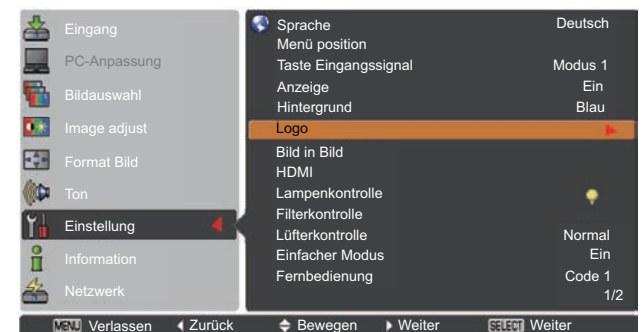 Eingang
PC-Anpassung
Bildauswahl
Image adjust
Format Bild
Ton
Einstellung
Information
Netzwerk
Sprache Deutsch
Menü position
Taste Eingangssignal Modus 1
Anzeige Ein
Hintergrund Blau
Logo
Bild in Bild
HDMI
Lampenkontrolle
Filterkontrolle
Lüfterkontrolle Normal
Einfacher Modus Ein
Fernbedienung Code 1
1/2
MENU Verlassen Zurück Bewegen Weiter SELECT Weiter